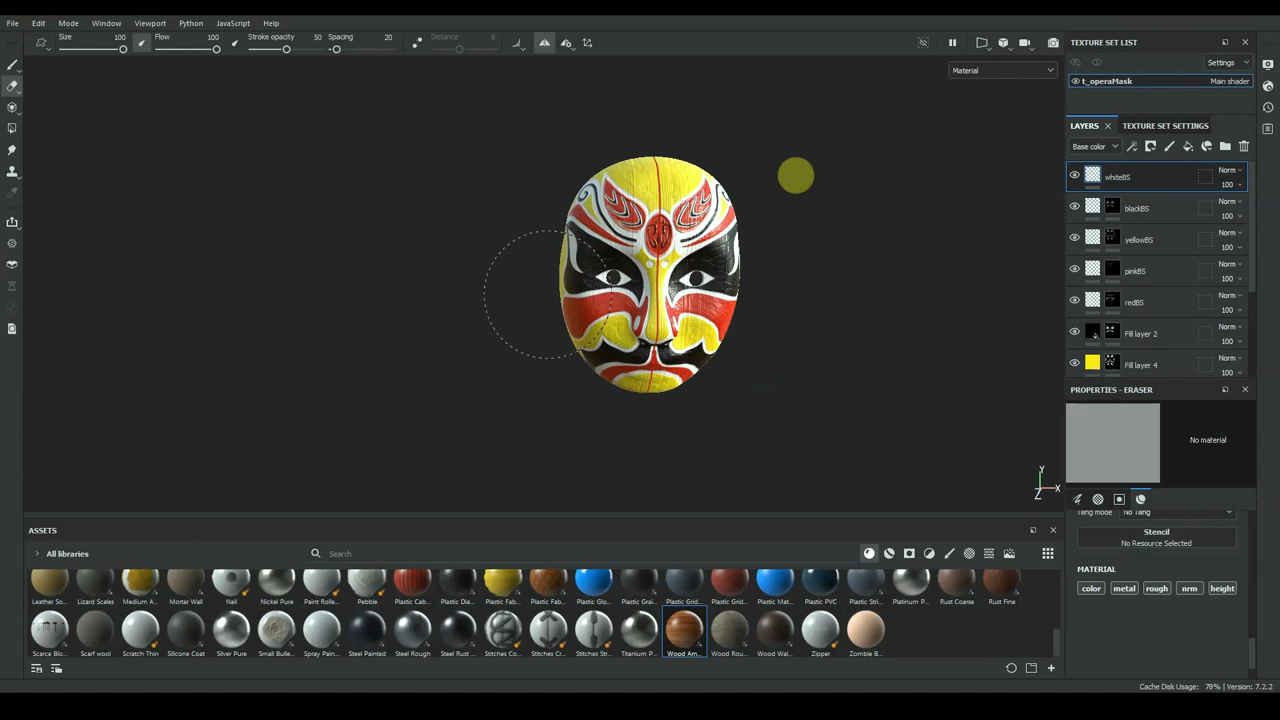 File Edit Mode Window Viewport Python JavaScript Help
Size 100 Flow 100 Stroke opacity 50 Spacing 20 Distance 8
Material
TEXTURE SET LIST
Settings
t_operaMask Main shader
LAYERS TEXTURE SET SETTINGS
Base color
whiteBS Norm 100
blackBS Norm 100
yellowBS Norm 100
pinkBS Norm 100
redBS Norm 100
Fill layer 2 Norm 100
Fill layer 4 Norm 100
PROPERTIES - ERASER
No material
Tiling mode No Tiling
Stencil
No Resource Selected
MATERIAL
color metal rough nrm height
Y
X
Z
ASSETS
All libraries Search
Leather So... Lizard Scales Medium A... Mortar Wall Nail Nickel Pure Paint Rolle... Pebble Plastic Cab... Plastic Dia... Plastic Fab... Plastic Fab... Plastic Glo... Plastic Grai... Plastic Grid... Plastic Grid... Plastic Mat... Plastic PVC Plastic Stri... Platinum P... Rust Coarse Rust Fine
Scarce Blo... Scarf wool Scratch Thin Silicone Coat Silver Pure Small Bulle... Spray Pain... Steel Painted Steel Rough Steel Rust ... Stitches Co... Stitches Cr... Stitches Str... Titanium P... Wood Am... Wood Rou... Wood Wal... Zipper Zombie B...
Cache Disk Usage: 78% | Version: 7.2.2